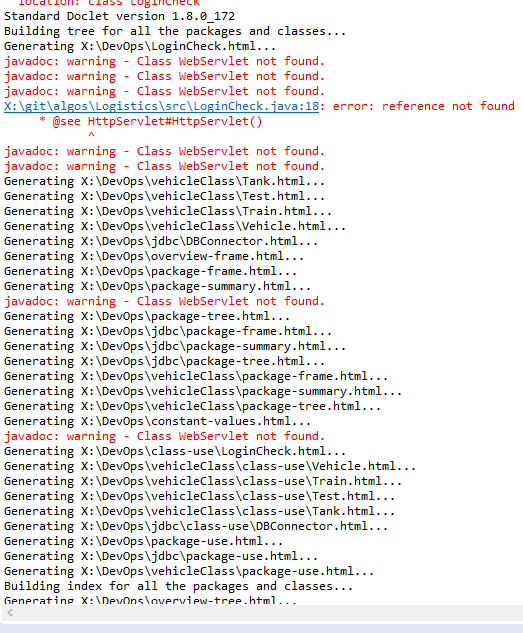 location: class LoginCheck
Standard Doclet version 1.8.0_172
Building tree for all the packages and classes...
Generating X:\DevOps\LoginCheck.html...
javadoc: warning - Class WebServlet not found.
javadoc: warning - Class WebServlet not found.
javadoc: warning - Class WebServlet not found.
X:\git\algos\Logistics\src\LoginCheck.java:18: error: reference not found
* @see HttpServlet#HttpServlet()
^
javadoc: warning - Class WebServlet not found.
javadoc: warning - Class WebServlet not found.
Generating X:\DevOps\vehicleClass\Tank.html...
Generating X:\DevOps\vehicleClass\Test.html...
Generating X:\DevOps\vehicleClass\Train.html...
Generating X:\DevOps\vehicleClass\Vehicle.html...
Generating X:\DevOps\jdbc\DBConnector.html...
Generating X:\DevOps\overview-frame.html...
Generating X:\DevOps\package-frame.html...
Generating X:\DevOps\package-summary.html...
javadoc: warning - Class WebServlet not found.
Generating X:\DevOps\package-tree.html...
Generating X:\DevOps\jdbc\package-frame.html...
Generating X:\DevOps\jdbc\package-summary.html...
Generating X:\DevOps\jdbc\package-tree.html...
Generating X:\DevOps\vehicleClass\package-frame.html...
Generating X:\DevOps\vehicleClass\package-summary.html...
Generating X:\DevOps\vehicleClass\package-tree.html...
Generating X:\DevOps\constant-values.html...
javadoc: warning - Class WebServlet not found.
Generating X:\DevOps\class-use\LoginCheck.html...
Generating X:\DevOps\vehicleClass\class-use\Vehicle.html...
Generating X:\DevOps\vehicleClass\class-use\Train.html...
Generating X:\DevOps\vehicleClass\class-use\Test.html...
Generating X:\DevOps\vehicleClass\class-use\Tank.html...
Generating X:\DevOps\jdbc\class-use\DBConnector.html...
Generating X:\DevOps\package-use.html...
Generating X:\DevOps\jdbc\package-use.html...
Generating X:\DevOps\vehicleClass\package-use.html...
Building index for all the packages and classes...
Generating X:\DevOps\overview-tree.html...